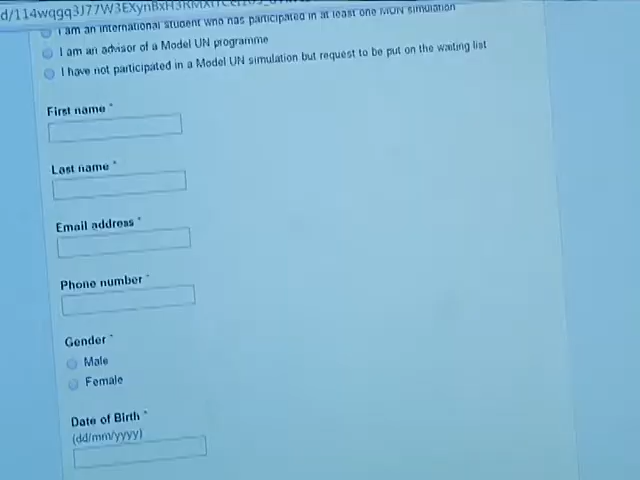 I am an international student who has participated in at least one MUN simulation
I am an advisor of a Model UN programme
I have not participated in a Model UN simulation but request to be put on the waiting list
First name *
Last name *
Email address *
Phone number *
Gender *
Male
Female
Date of Birth *
(dd/mm/yyyy)